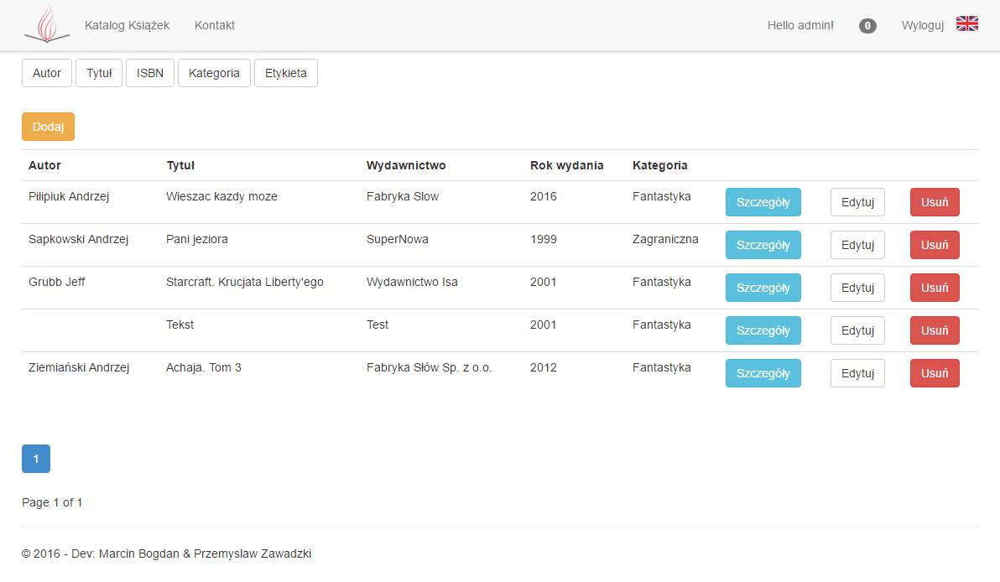 Katalog Książek Kontakt Hello admin! 0 Wyloguj
Autor Tytuł ISBN Kategoria Etykieta
Dodaj
Autor Tytuł Wydawnictwo Rok wydania Kategoria
Pilipiuk Andrzej Wieszac kazdy moze Fabryka Slow 2016 Fantastyka Szczegóły Edytuj Usuń
Sapkowski Andrzej Pani jeziora SuperNowa 1999 Zagraniczna Szczegóły Edytuj Usuń
Grubb Jeff Starcraft. Krucjata Liberty'ego Wydawnictwo Isa 2001 Fantastyka Szczegóły Edytuj Usuń
Tekst Test 2001 Fantastyka Szczegóły Edytuj Usuń
Ziemiański Andrzej Achaja. Tom 3 Fabryka Słów Sp. z o.o. 2012 Fantastyka Szczegóły Edytuj Usuń
1
Page 1 of 1
© 2016 - Dev: Marcin Bogdan & Przemyslaw Zawadzki